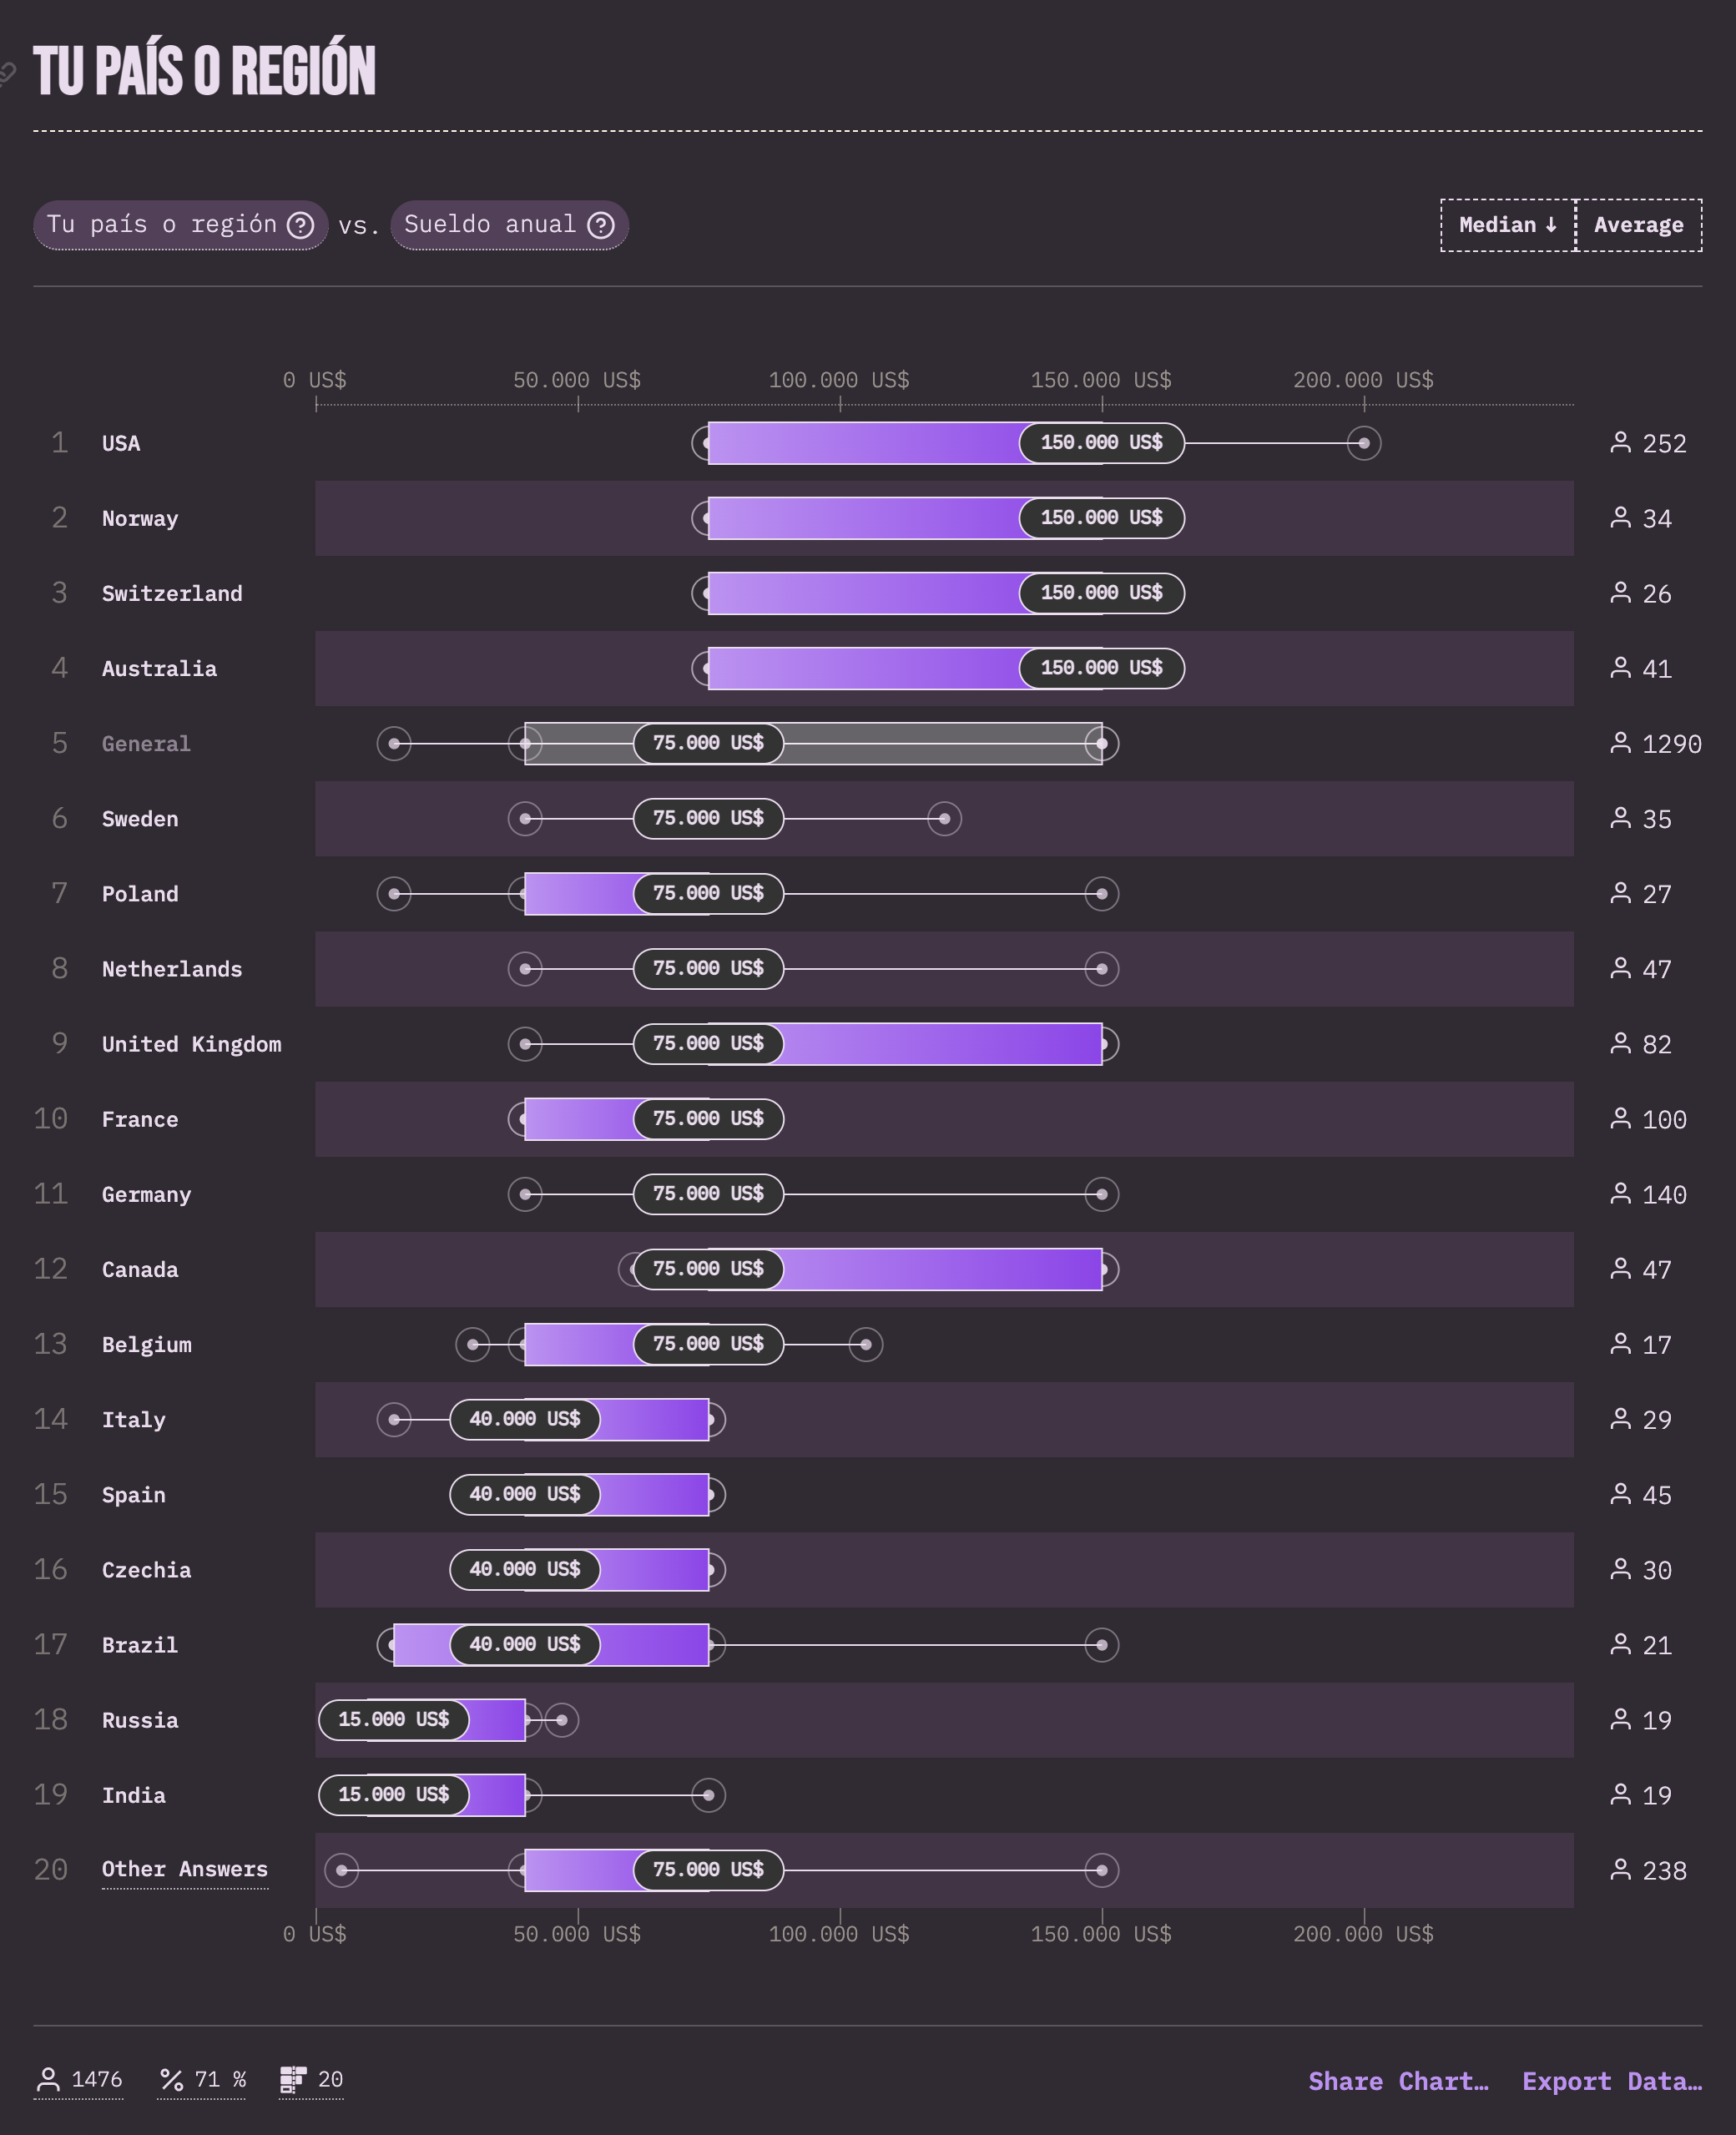 TU PAÍS O REGIÓN
Tu país o región ? vs. Sueldo anual ? Median ↓ Average
0 US$ 50.000 US$ 100.000 US$ 150.000 US$ 200.000 US$
1 USA 150.000 US$ 252
2 Norway 150.000 US$ 34
3 Switzerland 150.000 US$ 26
4 Australia 150.000 US$ 41
5 General 75.000 US$ 1290
6 Sweden 75.000 US$ 35
7 Poland 75.000 US$ 27
8 Netherlands 75.000 US$ 47
9 United Kingdom 75.000 US$ 82
10 France 75.000 US$ 100
11 Germany 75.000 US$ 140
12 Canada 75.000 US$ 47
13 Belgium 75.000 US$ 17
14 Italy 40.000 US$ 29
15 Spain 40.000 US$ 45
16 Czechia 40.000 US$ 30
17 Brazil 40.000 US$ 21
18 Russia 15.000 US$ 19
19 India 15.000 US$ 19
20 Other Answers 75.000 US$ 238
0 US$ 50.000 US$ 100.000 US$ 150.000 US$ 200.000 US$
1476 71 % 20 Share Chart… Export Data…